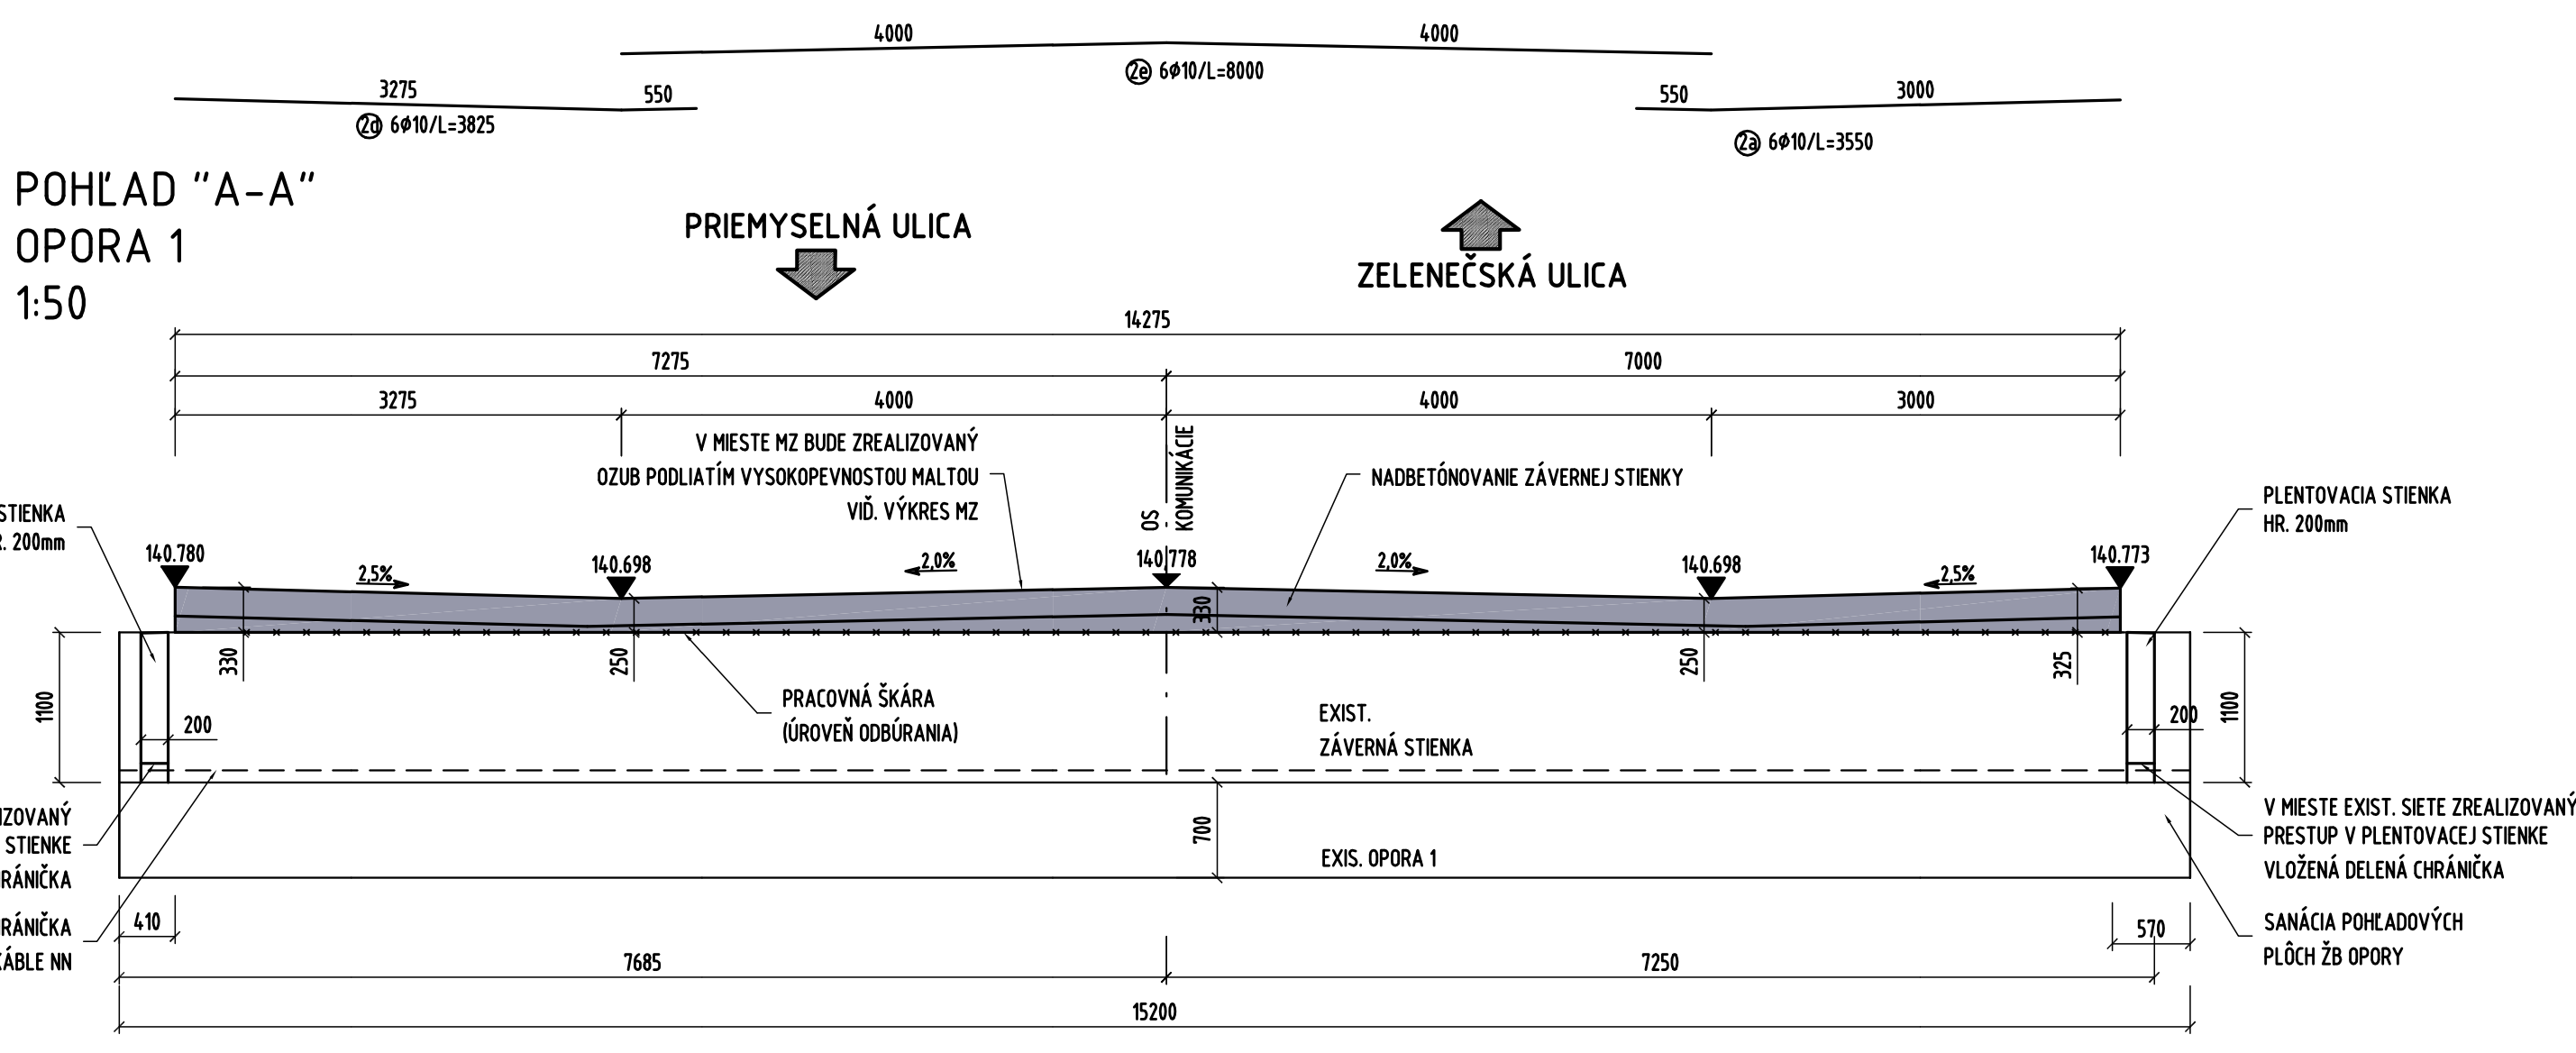 4000
4000
2e 6ϕ10/L=8000
3275
550
2d 6ϕ10/L=3825
550
3000
2a 6ϕ10/L=3550
POHĽAD "A-A"
OPORA 1
1:50
PRIEMYSELNÁ ULICA
ZELENEČSKÁ ULICA
14275
7275
7000
3275
4000
4000
3000
V MIESTE MZ BUDE ZREALIZOVANÝ
OZUB PODLIATÍM VYSOKOPEVNOSTOU MALTOU
VIĎ. VÝKRES MZ
OS
KOMUNIKÁCIE
NADBETÓNOVANIE ZÁVERNEJ STIENKY
STIENKA
R. 200mm
PLENTOVACIA STIENKA
HR. 200mm
140.780
2,5%
140.698
2,0%
140.778
2,0%
140.698
2,5%
140.773
330
250
330
250
325
1100
200
PRACOVNÁ ŠKÁRA
(ÚROVEŇ ODBÚRANIA)
EXIST.
ZÁVERNÁ STIENKA
200
1100
IZOVANÝ
STIENKE
RÁNIČKA
RÁNIČKA
KÁBLE NN
700
EXIS. OPORA 1
V MIESTE EXIST. SIETE ZREALIZOVANÝ
PRESTUP V PLENTOVACEJ STIENKE
VLOŽENÁ DELENÁ CHRÁNIČKA
SANÁCIA POHĽADOVÝCH
PLÔCH ŽB OPORY
410
570
7685
7250
15200